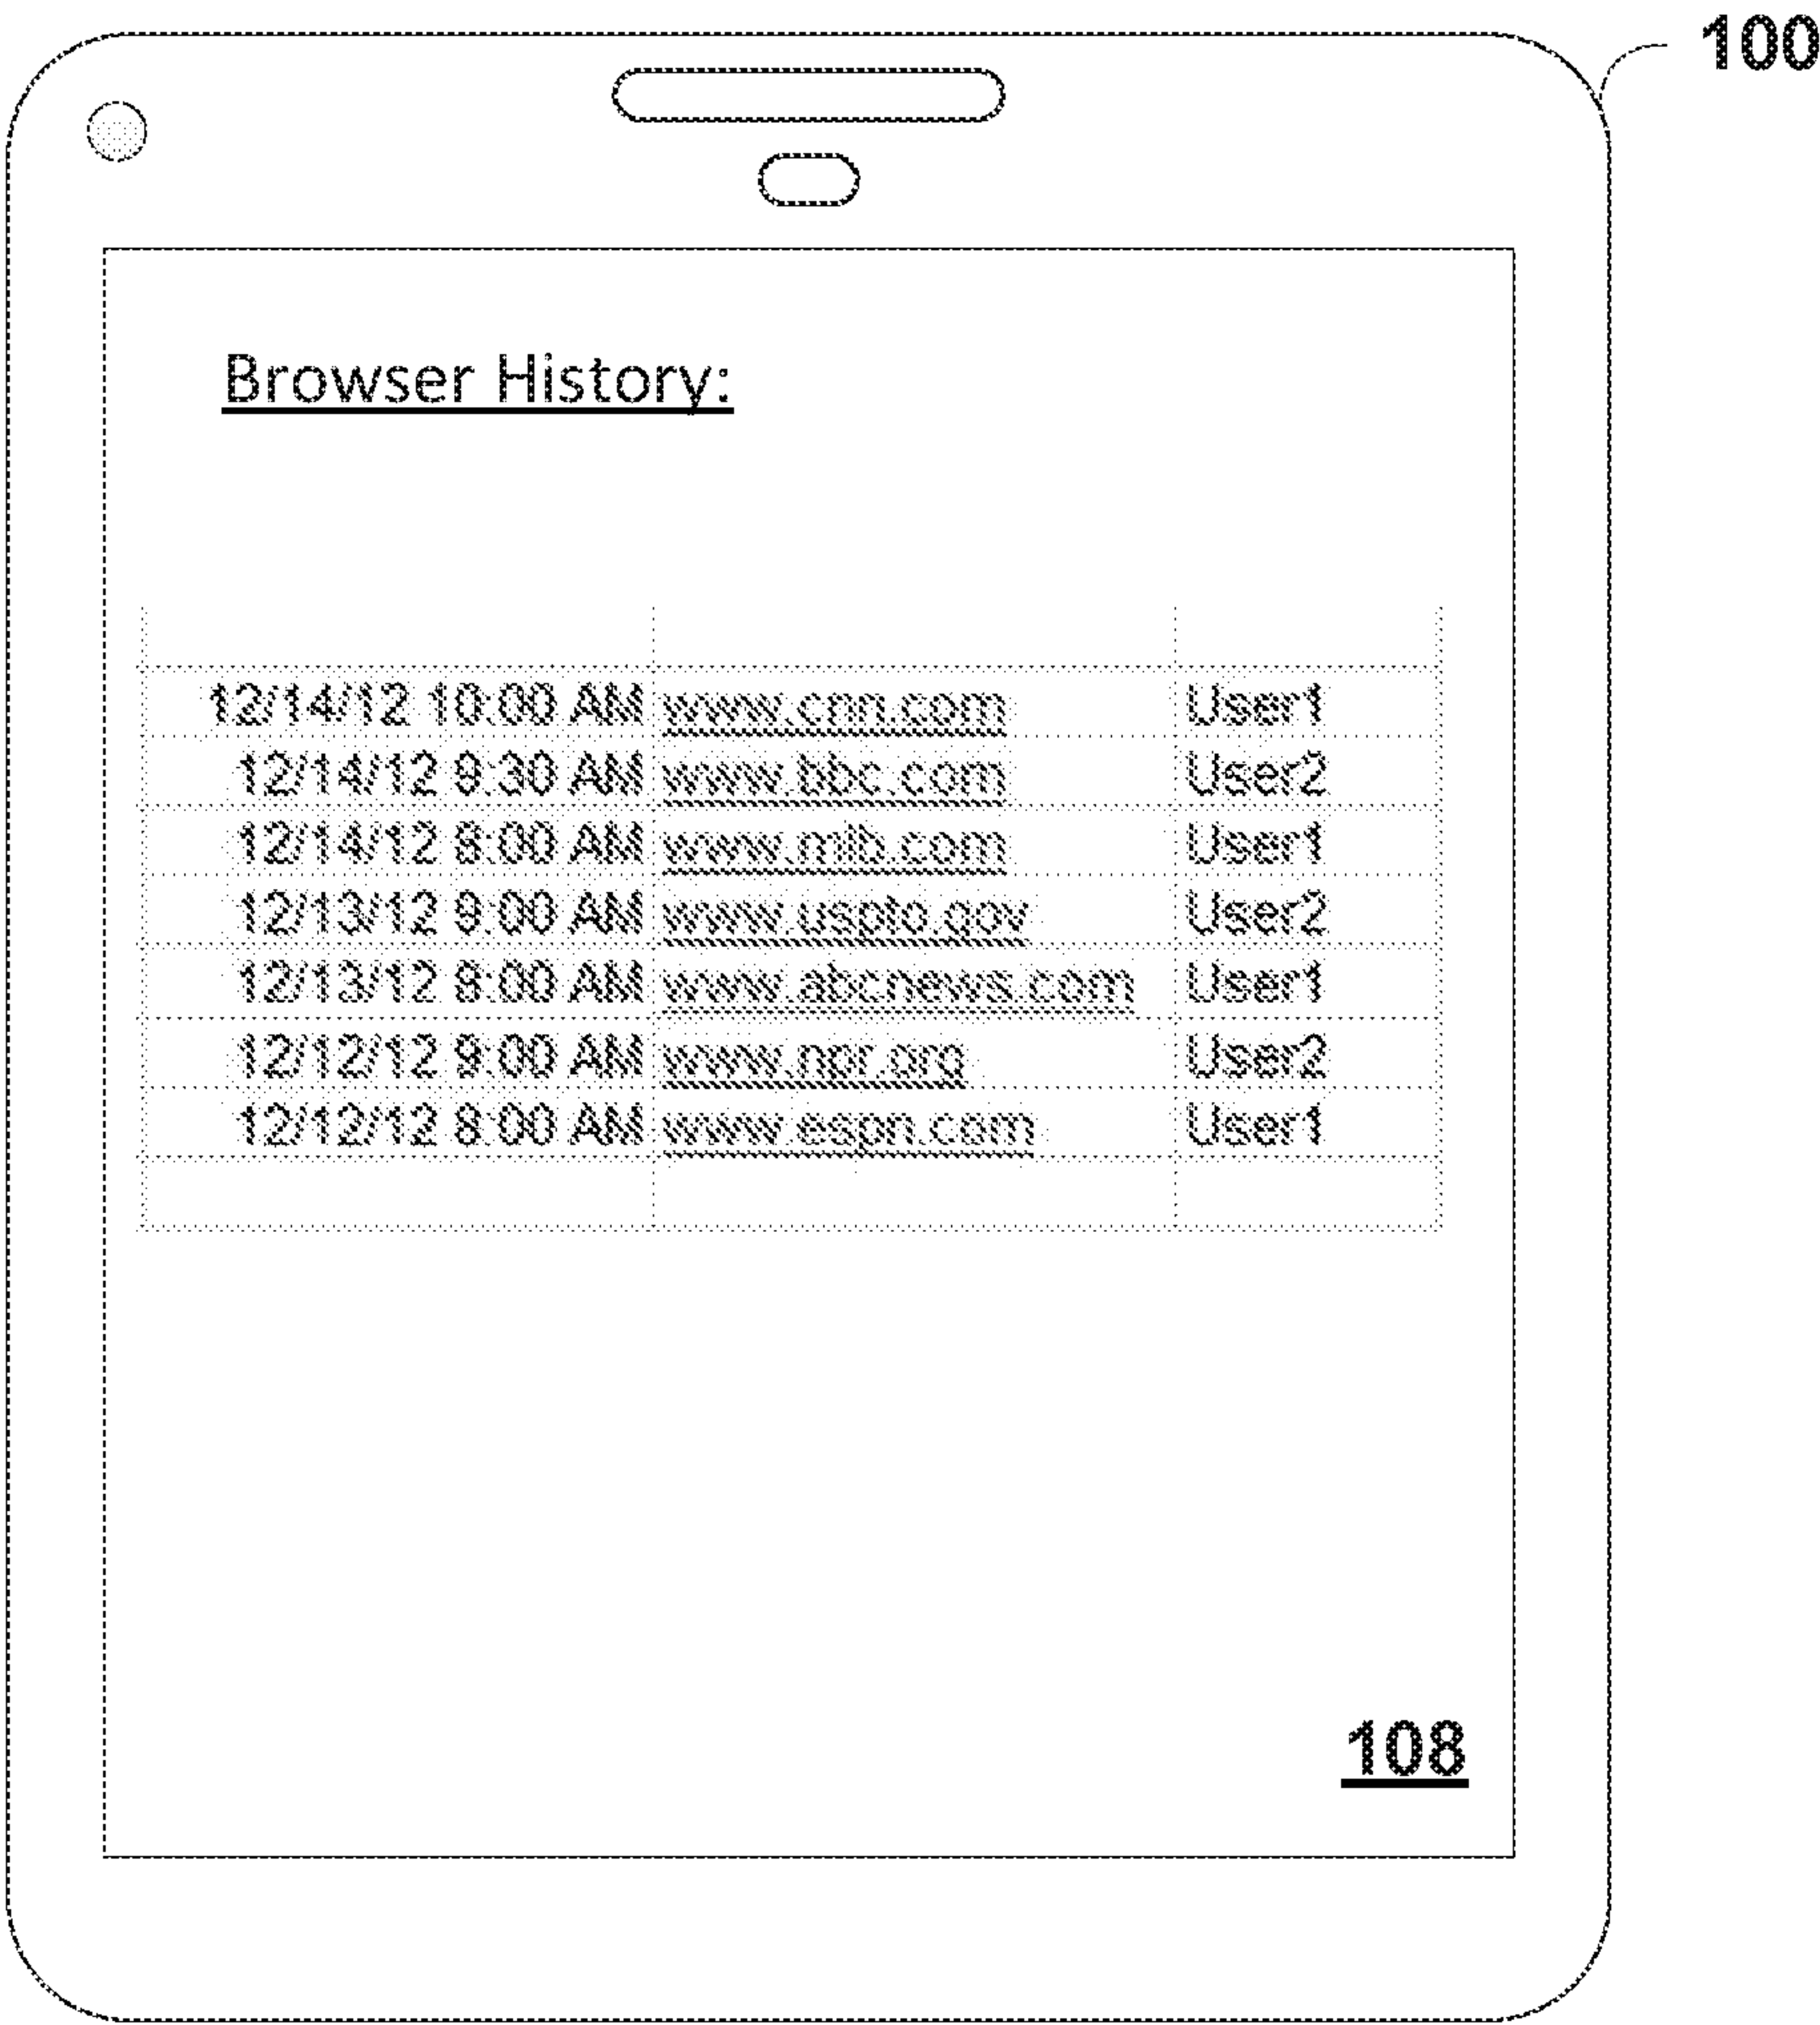 100
Browser History:
12/14/12 10:00 AM www.cnn.com User1
12/14/12 9:30 AM www.bbc.com User2
12/14/12 8:00 AM www.mlb.com User1
12/13/12 9:00 AM www.uspto.gov User2
12/13/12 8:00 AM www.abcnews.com User1
12/12/12 9:00 AM www.npr.org User2
12/12/12 8:00 AM www.espn.com User1
108